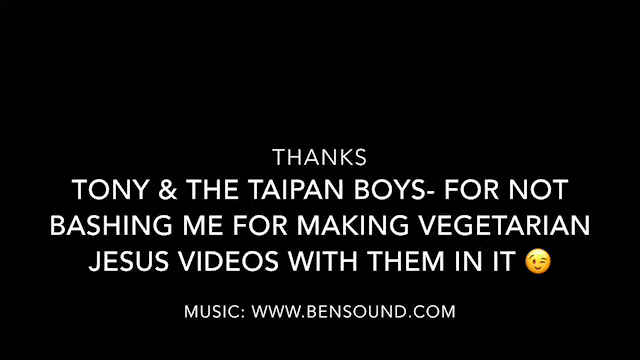 THANKS
TONY & THE TAIPAN BOYS- FOR NOT
BASHING ME FOR MAKING VEGETARIAN
JESUS VIDEOS WITH THEM IN IT 😉
MUSIC: WWW.BENSOUND.COM